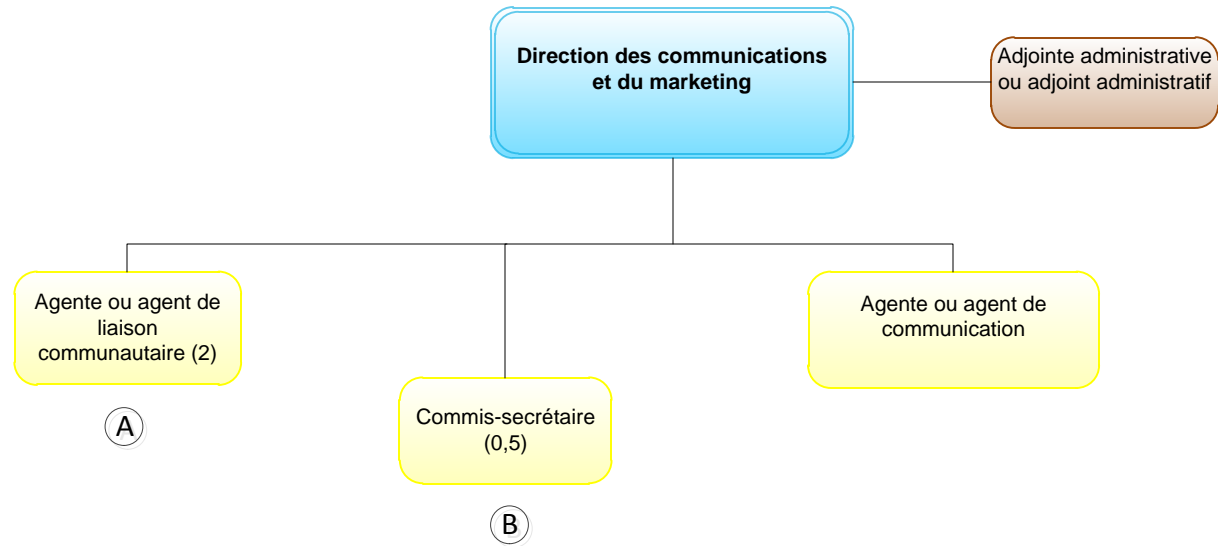 Direction des communications
et du marketing
Adjointe administrative
ou adjoint administratif
Agente ou agent de
liaison
communautaire (2)
Agente ou agent de
communication
Commis-secrétaire
(0,5)
A
B